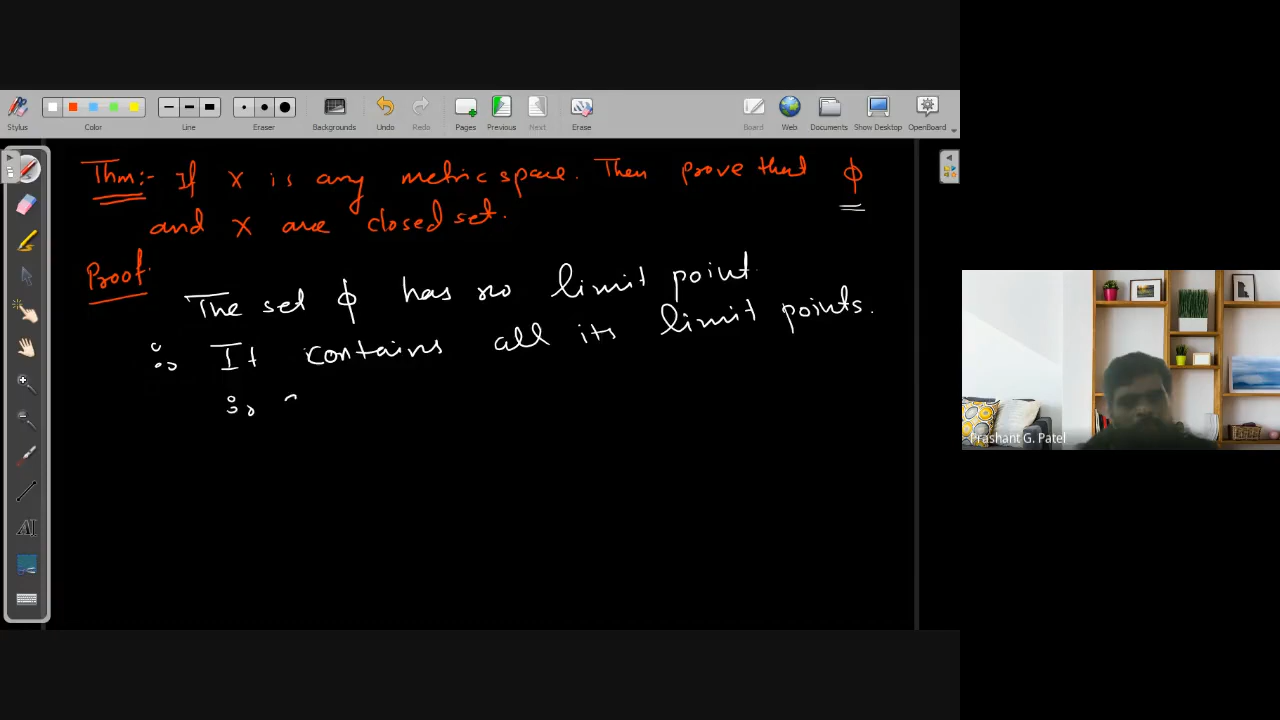 Stylus Color Line Eraser Backgrounds Undo Redo Pages Previous Next Erase Board Web Documents Show Desktop OpenBoard
Thm:- If X is any metric space. Then prove that ϕ
and X are closed set.
Proof
The set ϕ has no limit point
∴ It contains all its limit points.
∴
Prashant G. Patel